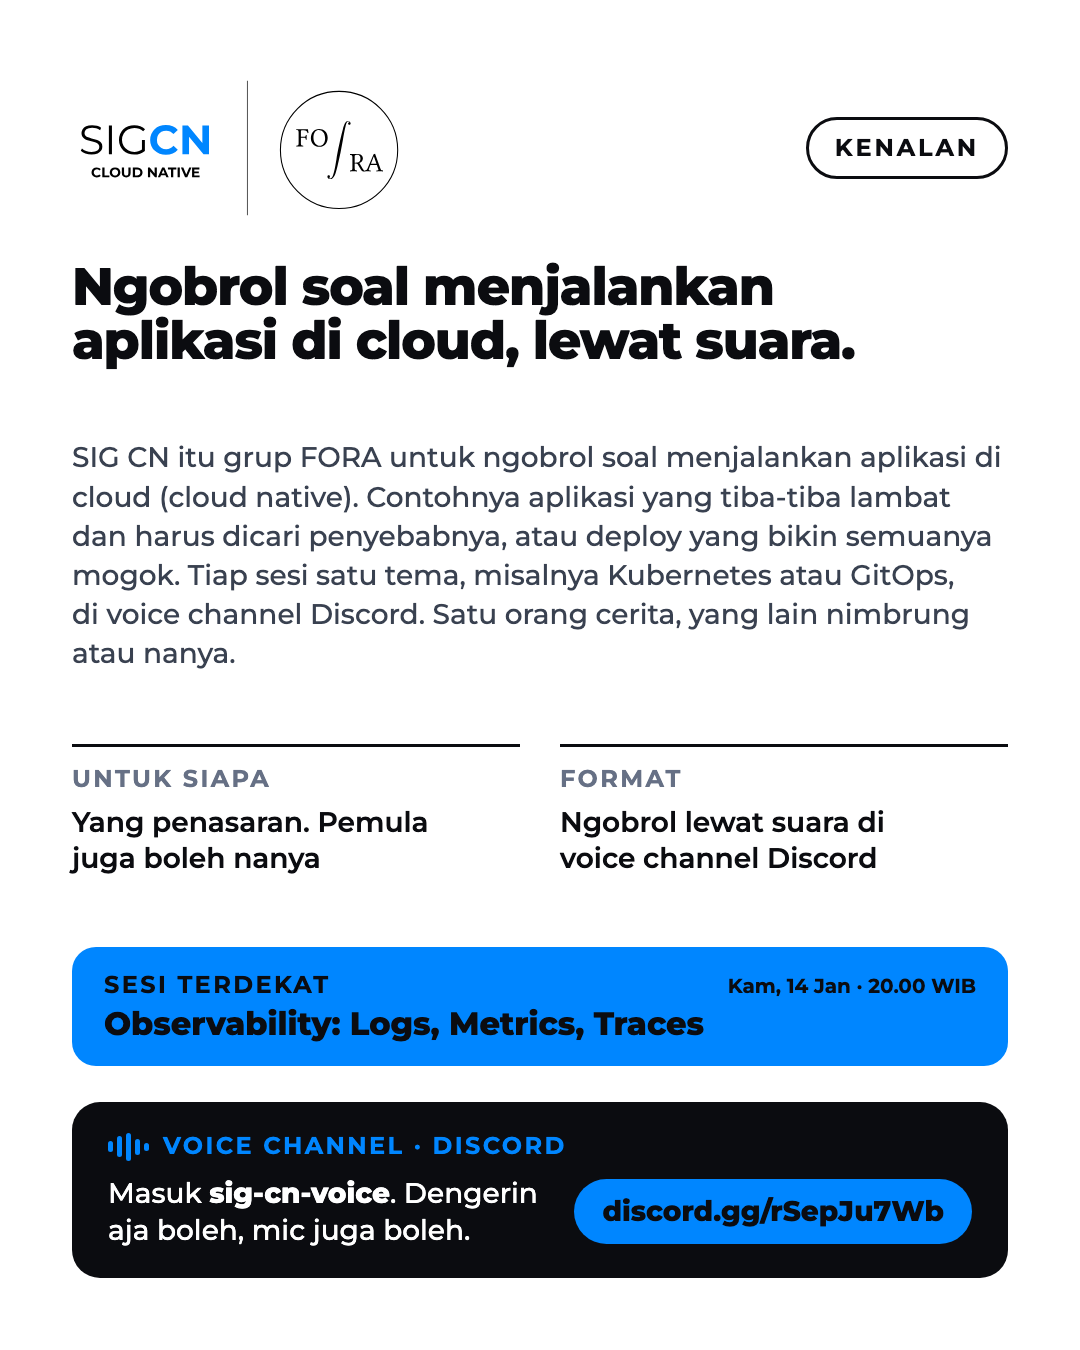 SIGCN
CLOUD NATIVE
FO RA
KENALAN
Ngobrol soal menjalankan
aplikasi di cloud, lewat suara.
SIG CN itu grup FORA untuk ngobrol soal menjalankan aplikasi di
cloud (cloud native). Contohnya aplikasi yang tiba-tiba lambat
dan harus dicari penyebabnya, atau deploy yang bikin semuanya
mogok. Tiap sesi satu tema, misalnya Kubernetes atau GitOps,
di voice channel Discord. Satu orang cerita, yang lain nimbrung
atau nanya.
UNTUK SIAPA
Yang penasaran. Pemula
juga boleh nanya
FORMAT
Ngobrol lewat suara di
voice channel Discord
SESI TERDEKAT
Kam, 14 Jan · 20.00 WIB
Observability: Logs, Metrics, Traces
VOICE CHANNEL · DISCORD
Masuk sig-cn-voice. Dengerin
aja boleh, mic juga boleh.
discord.gg/rSepJu7Wb